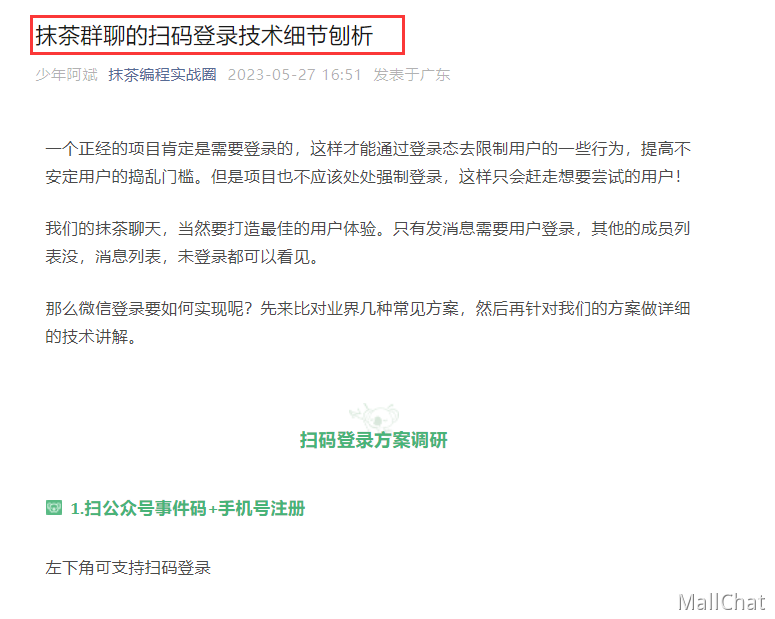 抹茶群聊的扫码登录技术细节刨析
少年阿斌 抹茶编程实战圈 2023-05-27 16:51 发表于广东
一个正经的项目肯定是需要登录的，这样才能通过登录态去限制用户的一些行为，提高不
安定用户的捣乱门槛。但是项目也不应该处处强制登录，这样只会赶走想要尝试的用户！
我们的抹茶聊天，当然要打造最佳的用户体验。只有发消息需要用户登录，其他的成员列
表没，消息列表，未登录都可以看见。
那么微信登录要如何实现呢？先来比对业界几种常见方案，然后再针对我们的方案做详细
的技术讲解。
扫码登录方案调研
1.扫公众号事件码+手机号注册
左下角可支持扫码登录
MallChat